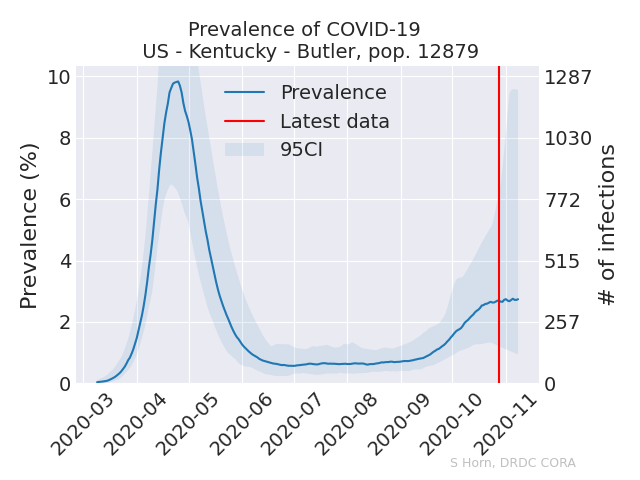 Prevalence of COVID-19
US - Kentucky - Butler, pop. 12879
Prevalence
Latest data
95CI
Prevalence (%)
10
8
6
4
2
0
# of infections
1287
1030
772
515
257
0
2020-03
2020-04
2020-05
2020-06
2020-07
2020-08
2020-09
2020-10
2020-11
S Horn, DRDC CORA